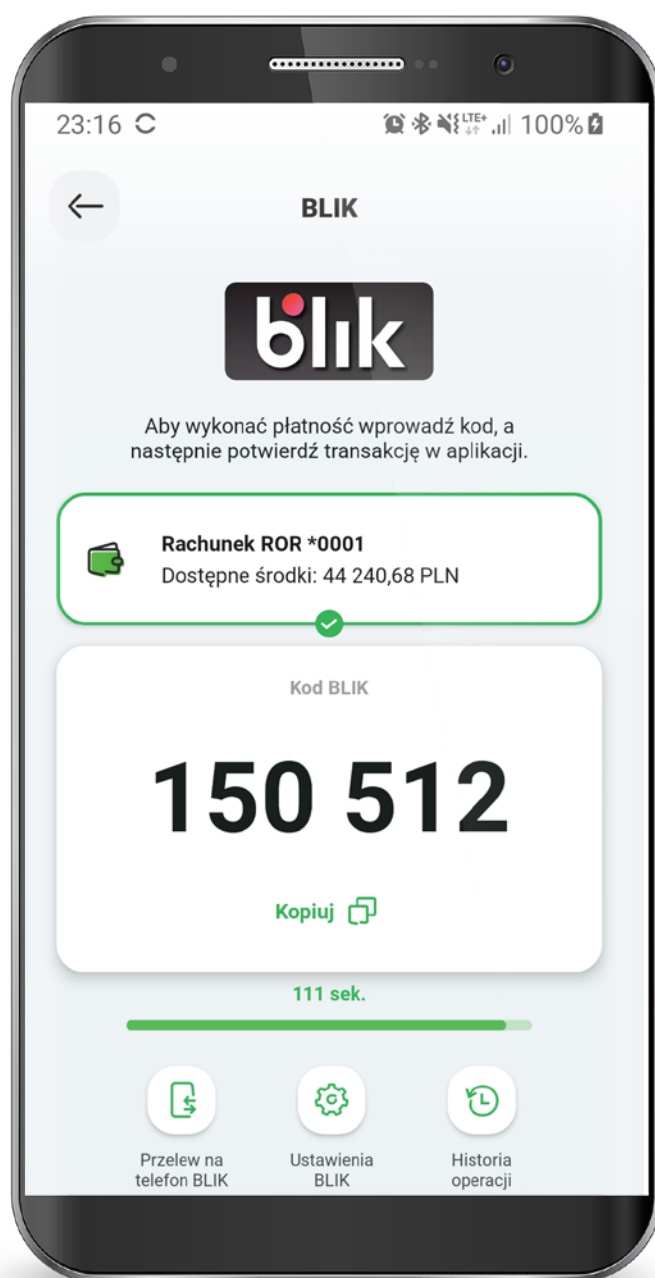 23:16
LTE+
100%
BLIK
blik
Aby wykonać płatność wprowadź kod, a
następnie potwierdź transakcję w aplikacji.
Rachunek ROR *0001
Dostępne środki: 44 240,68 PLN
Kod BLIK
150 512
Kopiuj
111 sek.
Przelew na
telefon BLIK
Ustawienia
BLIK
Historia
operacji